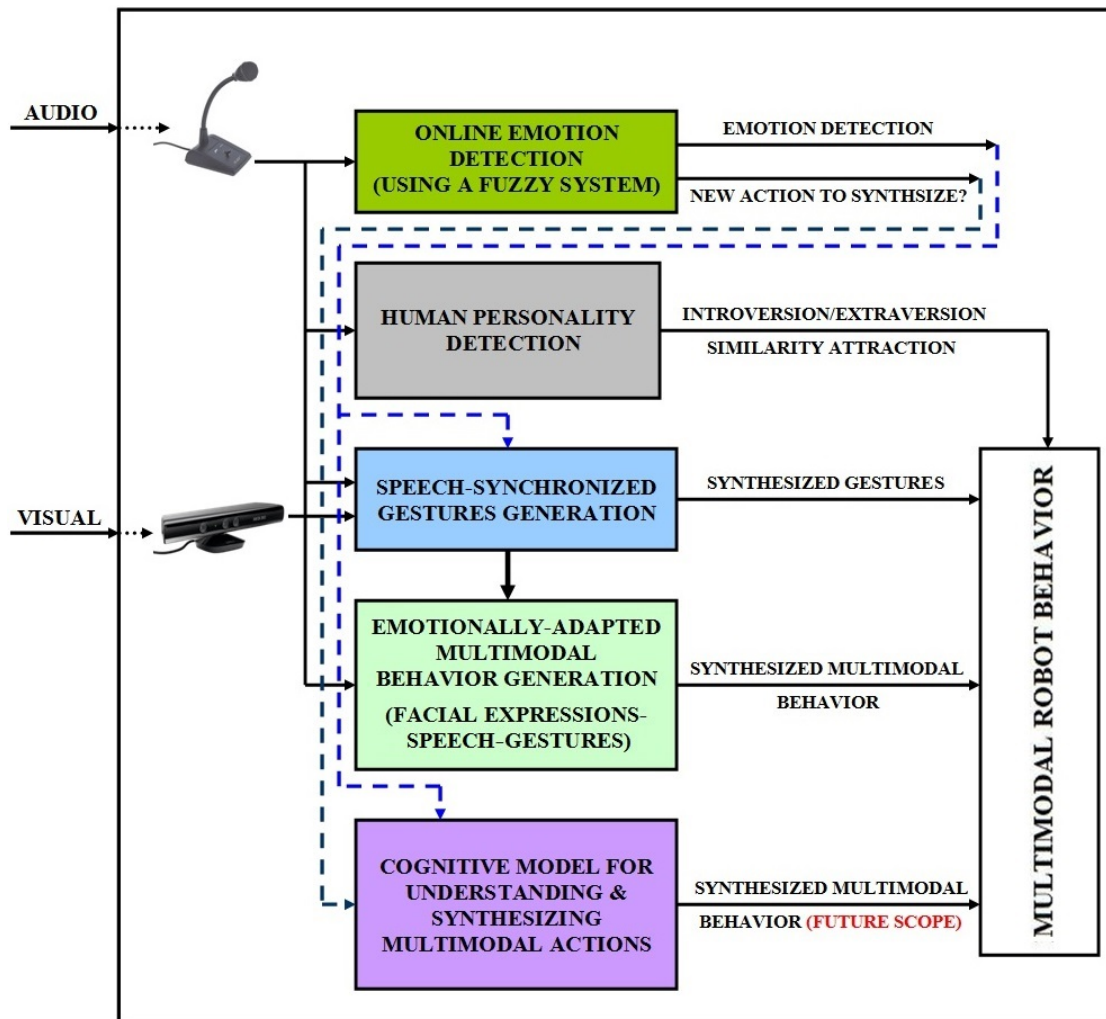 AUDIO
ONLINE EMOTION
DETECTION
(USING A FUZZY SYSTEM)
EMOTION DETECTION
NEW ACTION TO SYNTHSIZE?
HUMAN PERSONALITY
DETECTION
INTROVERSION/EXTRAVERSION
SIMILARITY ATTRACTION
VISUAL
SPEECH-SYNCHRONIZED
GESTURES GENERATION
SYNTHESIZED GESTURES
EMOTIONALLY-ADAPTED
MULTIMODAL
BEHAVIOR GENERATION
(FACIAL EXPRESSIONS-
SPEECH-GESTURES)
SYNTHESIZED MULTIMODAL
BEHAVIOR
COGNITIVE MODEL FOR
UNDERSTANDING &
SYNTHESIZING
MULTIMODAL ACTIONS
SYNTHESIZED MULTIMODAL
BEHAVIOR (FUTURE SCOPE)
MULTIMODAL ROBOT BEHAVIOR